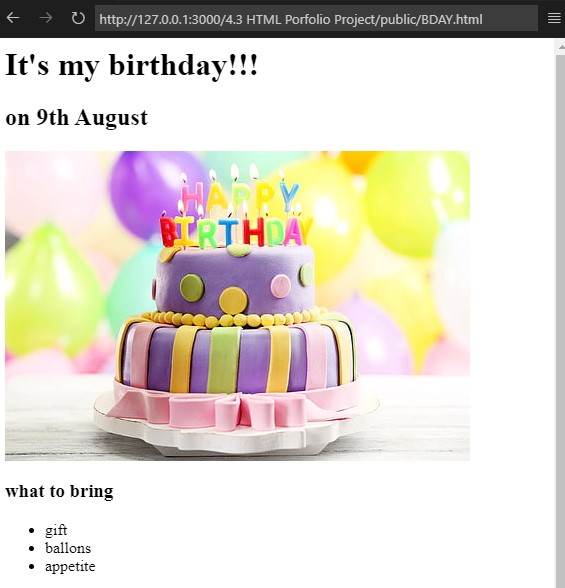 http://127.0.0.1:3000/4.3 HTML Porfolio Project/public/BDAY.html
It's my birthday!!!
on 9th August
HAPPY
BIRTHDAY
what to bring
gift
ballons
appetite